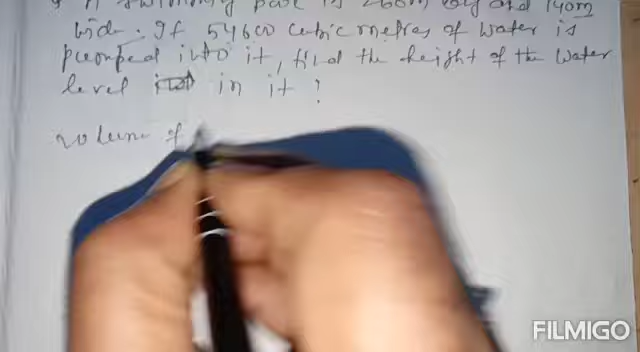 A swimming pool is 260m long and 140m
wide. If 54600 cubic metres of water is
pumped into it, find the height of the water
level in it ?
volume of
FILMIGO